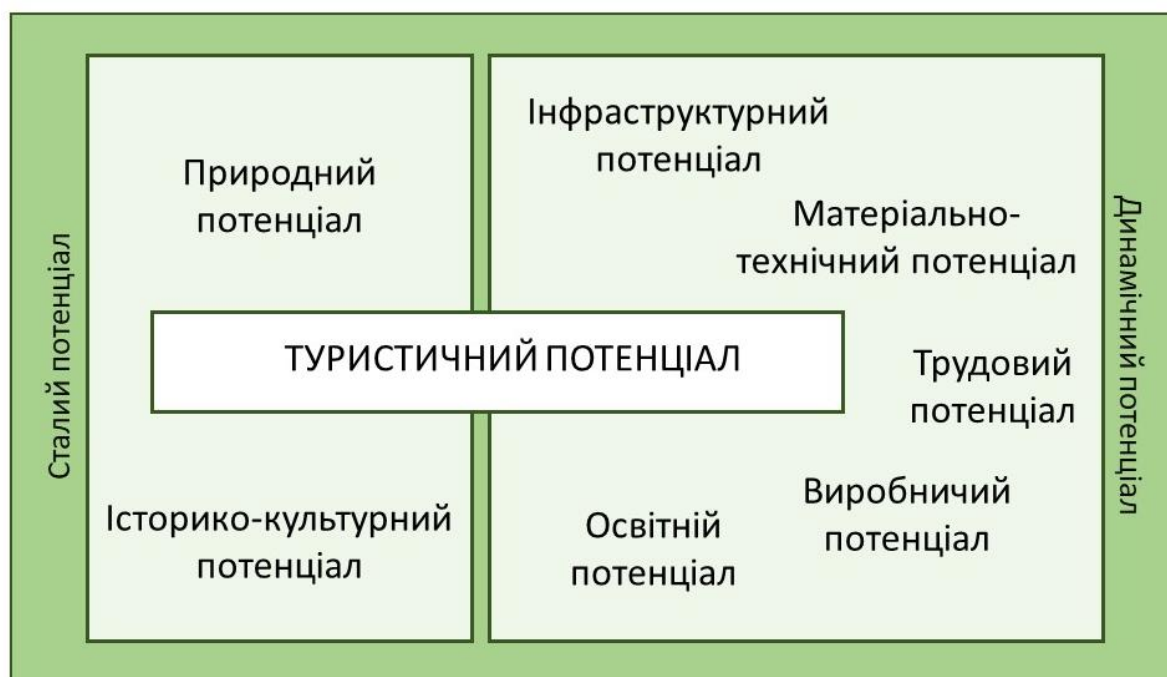 Сталий потенціал
Природний
потенціал
Історико-культурний
потенціал
ТУРИСТИЧНИЙ ПОТЕНЦІАЛ
Інфраструктурний
потенціал
Матеріально-
технічний потенціал
Трудовий
потенціал
Виробничий
потенціал
Освітній
потенціал
Динамічний потенціал